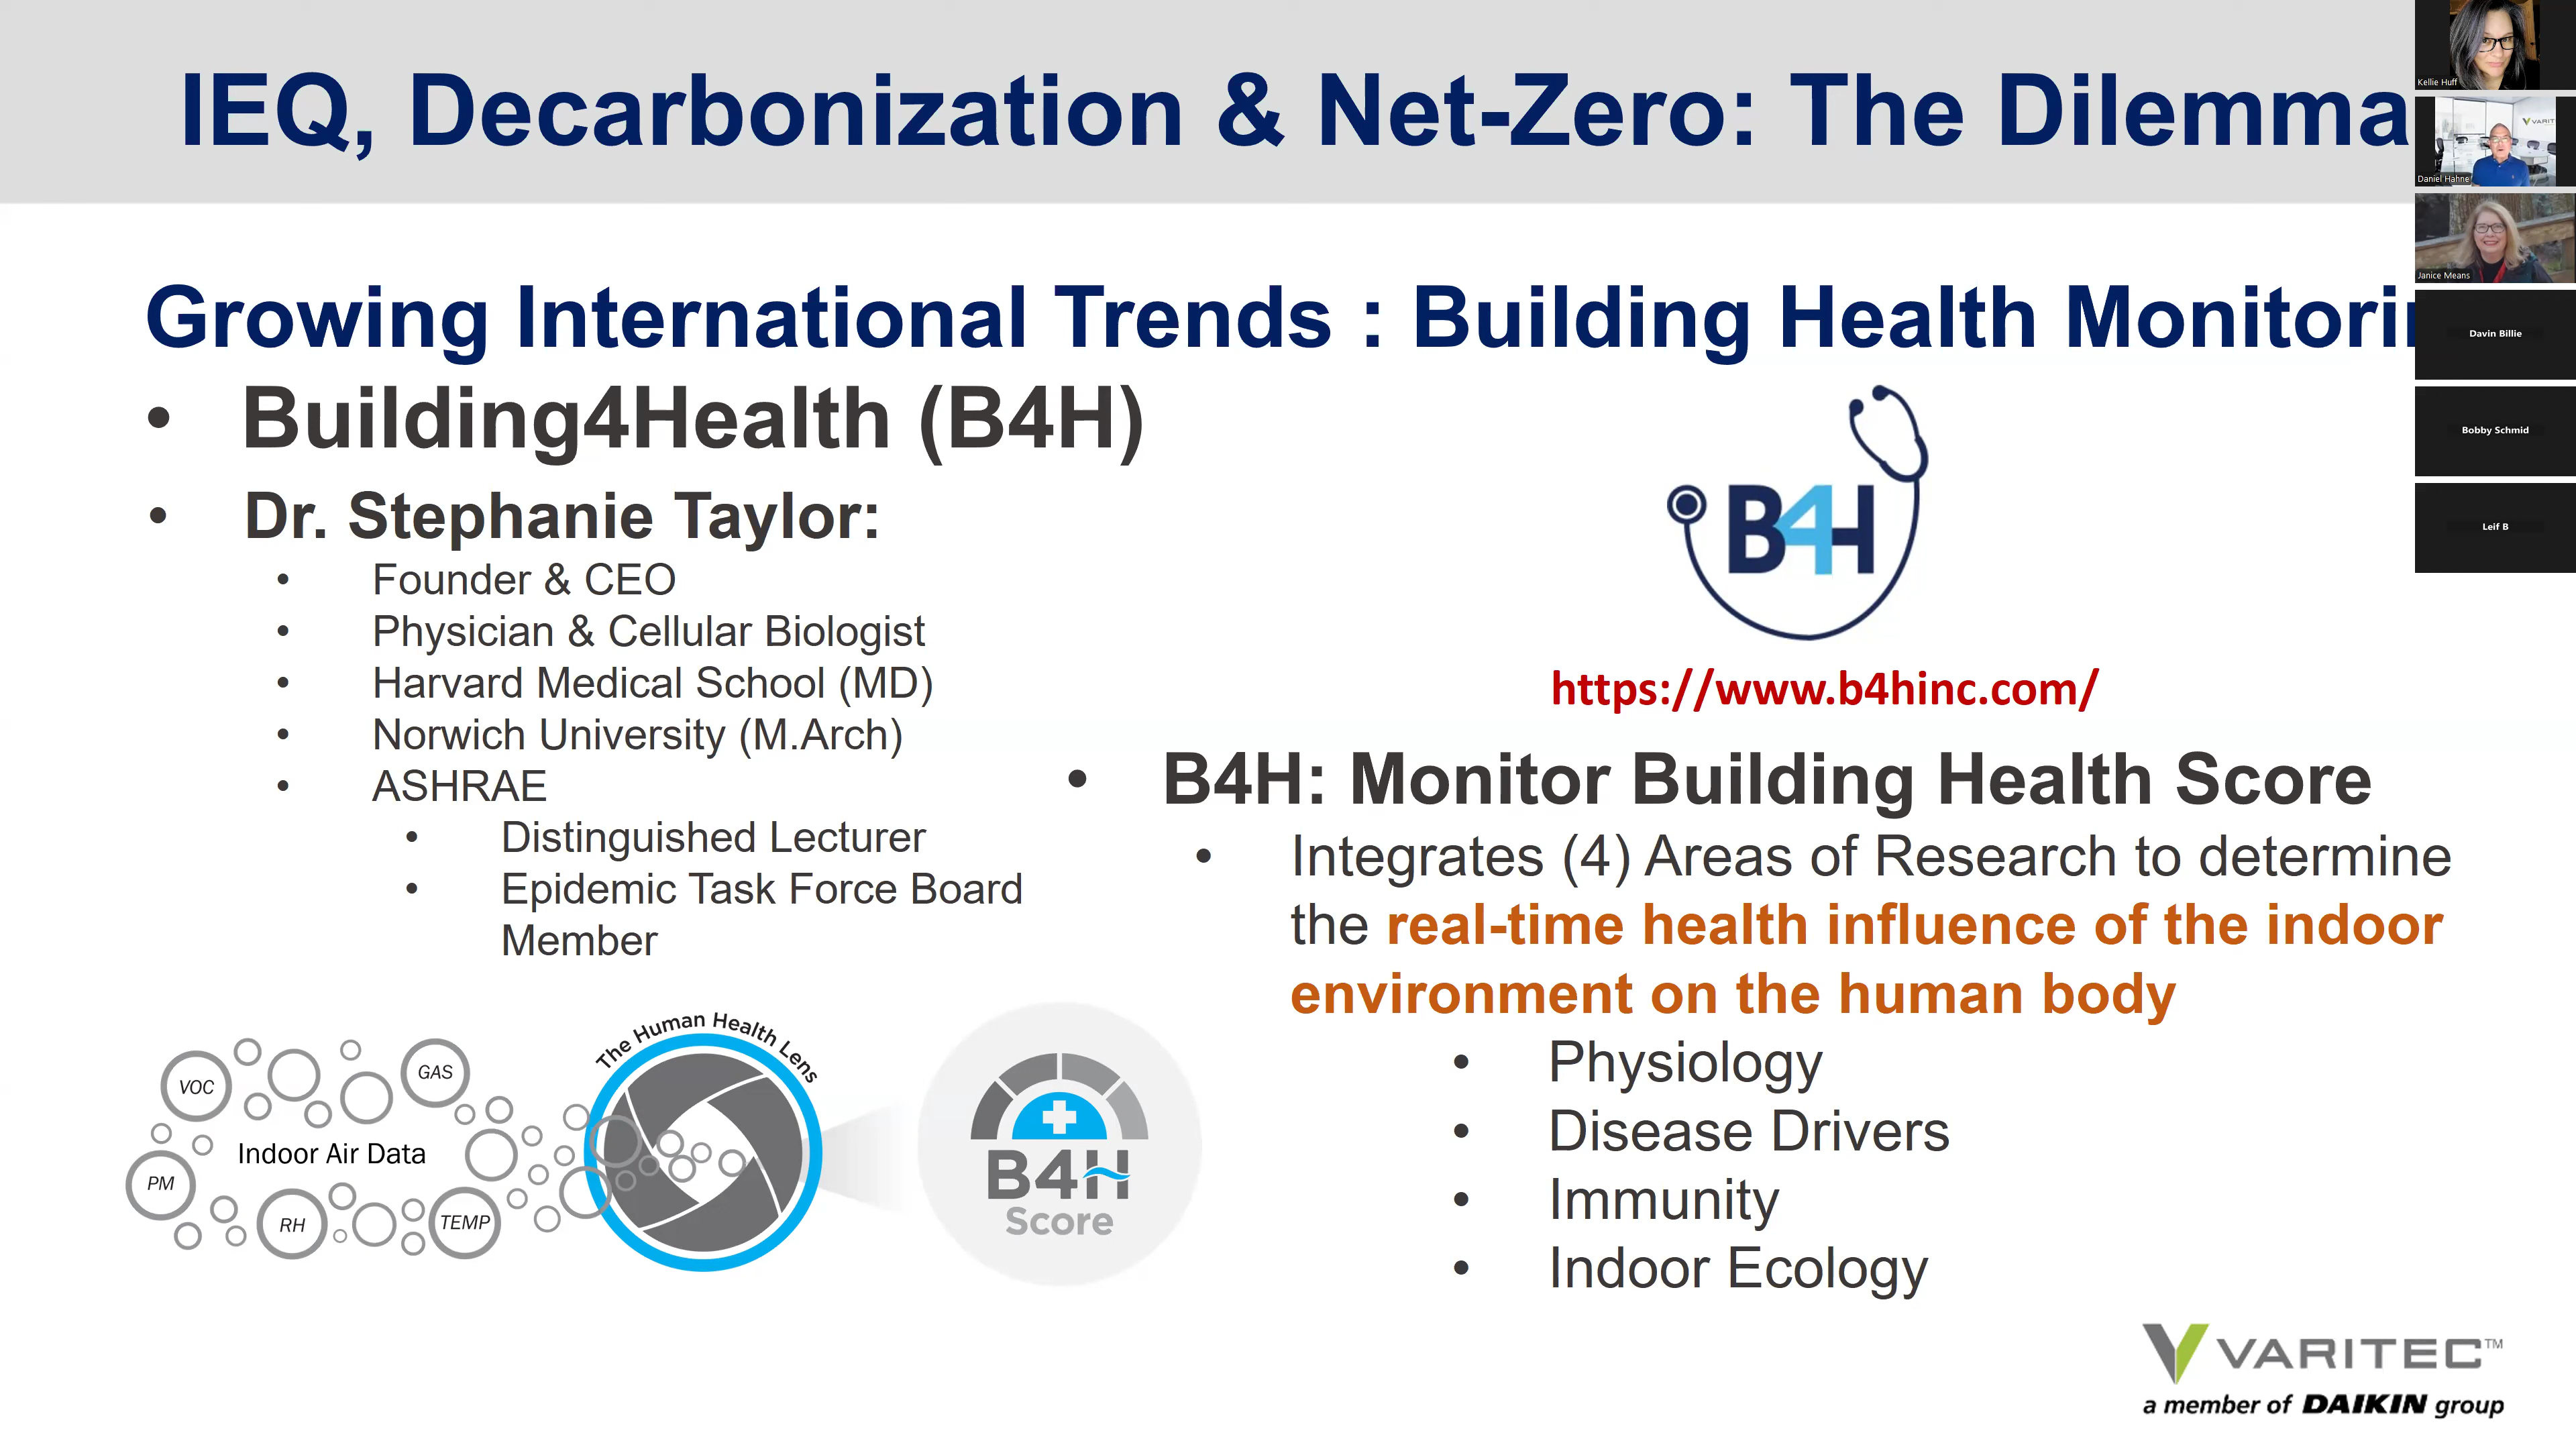 IEQ, Decarbonization & Net-Zero: The Dilemma
Growing International Trends : Building Health Monitorin
• Building4Health (B4H)
• Dr. Stephanie Taylor:
• Founder & CEO
• Physician & Cellular Biologist
• Harvard Medical School (MD)
• Norwich University (M.Arch)
• ASHRAE
• Distinguished Lecturer
• Epidemic Task Force Board
Member
B4H
https://www.b4hinc.com/
• B4H: Monitor Building Health Score
• Integrates (4) Areas of Research to determine
the real-time health influence of the indoor
environment on the human body
• Physiology
• Disease Drivers
• Immunity
• Indoor Ecology
VOC
GAS
Indoor Air Data
PM
RH
TEMP
The Human Health Lens
B4H
Score
VARITEC™
a member of DAIKIN group
Kellie Huff
VARIT
Daniel Hahne
Janice Means
Davin Billie
Bobby Schmid
Leif B